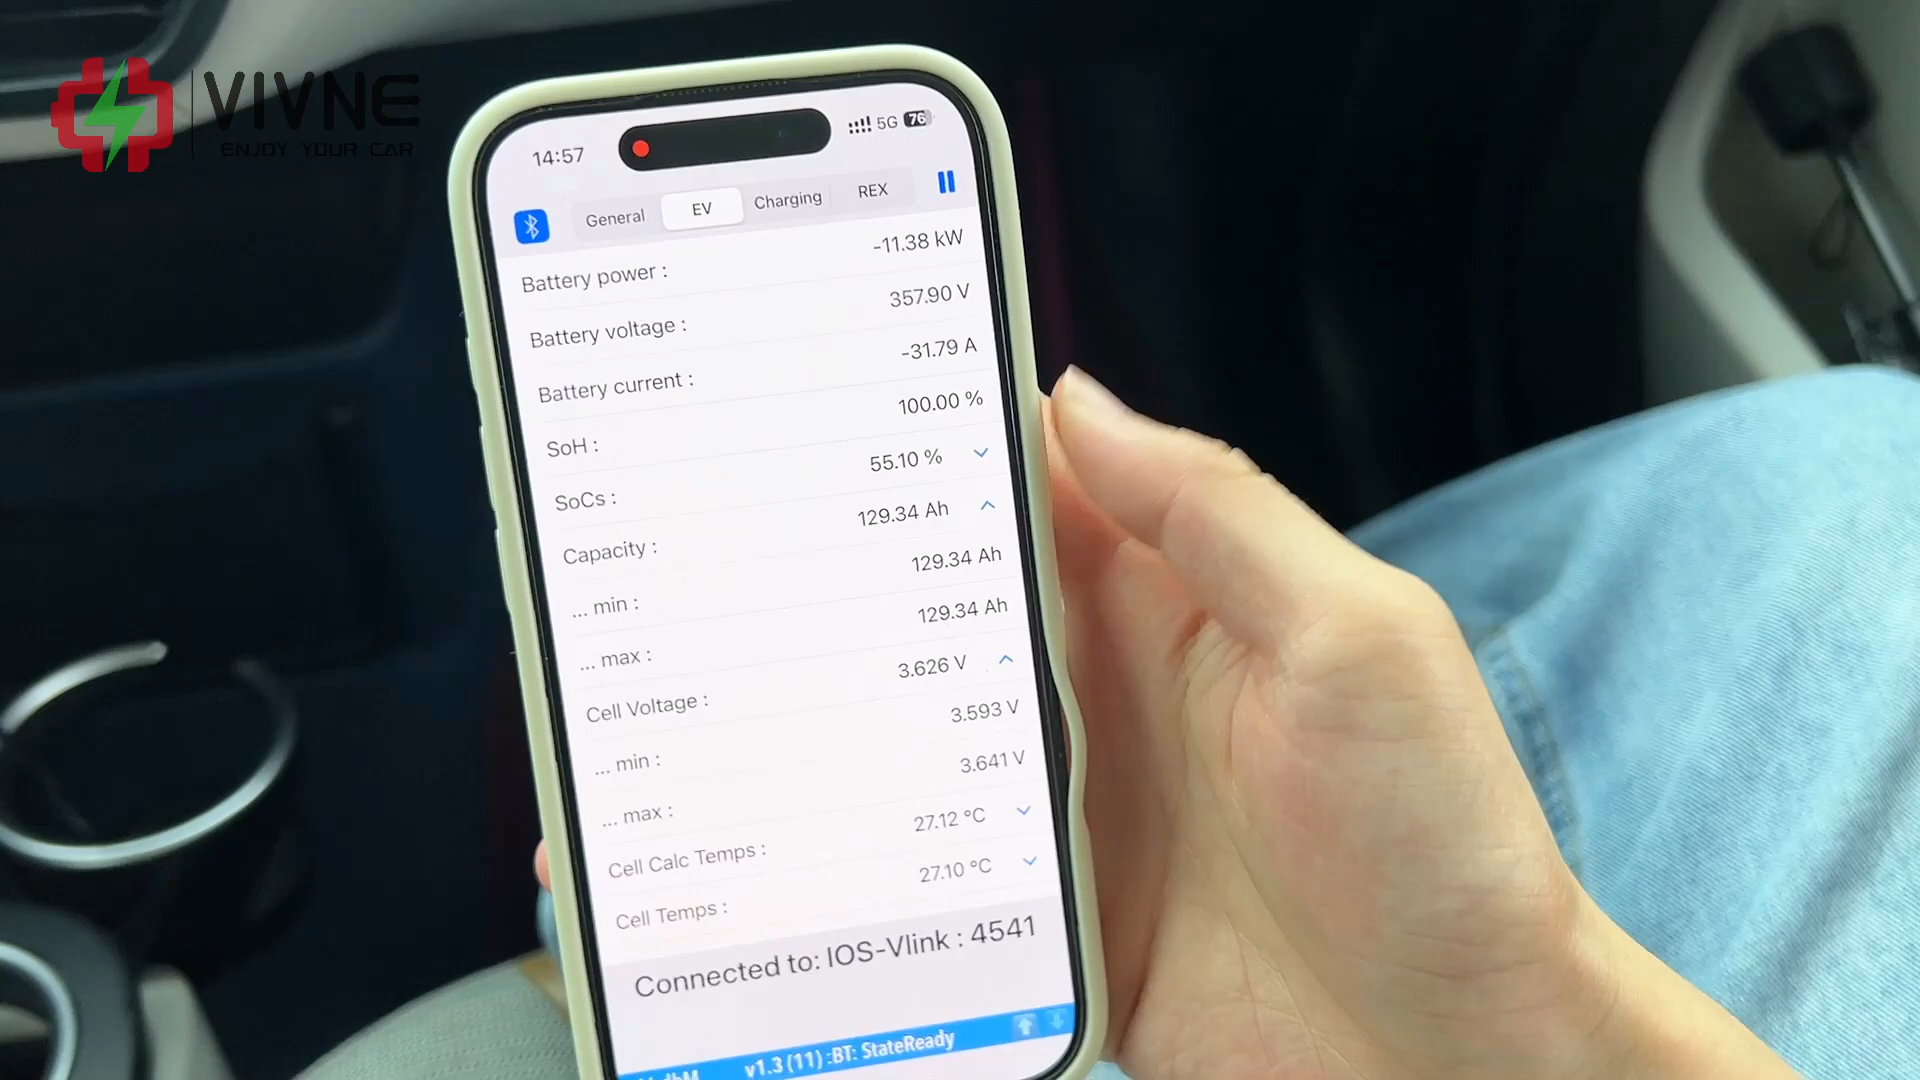 VIVNE
ENJOY YOUR CAR
14:57
5G 76
General EV Charging REX
Battery power : -11.38 kW
Battery voltage : 357.90 V
Battery current : -31.79 A
SoH : 100.00 %
SoCs : 55.10 %
Capacity : 129.34 Ah
... min : 129.34 Ah
... max : 129.34 Ah
Cell Voltage : 3.626 V
... min : 3.593 V
... max : 3.641 V
Cell Calc Temps : 27.12 °C
Cell Temps : 27.10 °C
Connected to: IOS-Vlink : 4541
v1.3 (11) :BT: StateReady